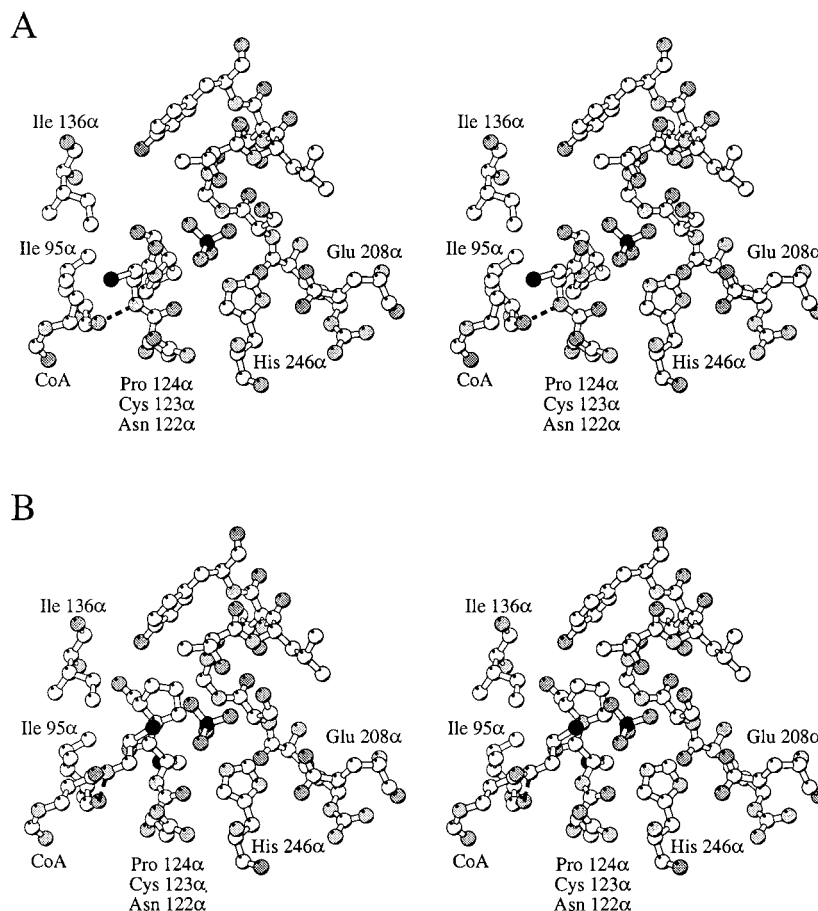 A
Ile 136α
Ile 136α
Ile 95α
Glu 208α
Ile 95α
Glu 208α
His 246α
His 246α
CoA
CoA
Pro 124α
Cys 123α
Asn 122α
Pro 124α
Cys 123α
Asn 122α
B
Ile 136α
Ile 136α
Ile 95α
Glu 208α
Ile 95α
Glu 208α
His 246α
His 246α
CoA
CoA
Pro 124α
Cys 123α
Asn 122α
Pro 124α
Cys 123α
Asn 122α